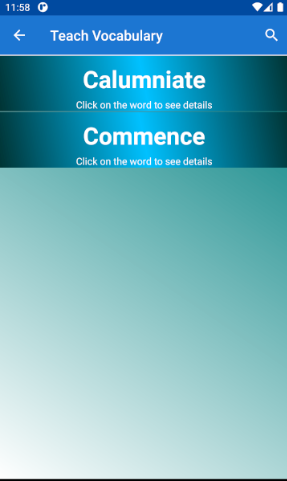 11:58
Teach Vocabulary
Calumniate
Click on the word to see details
Commence
Click on the word to see details